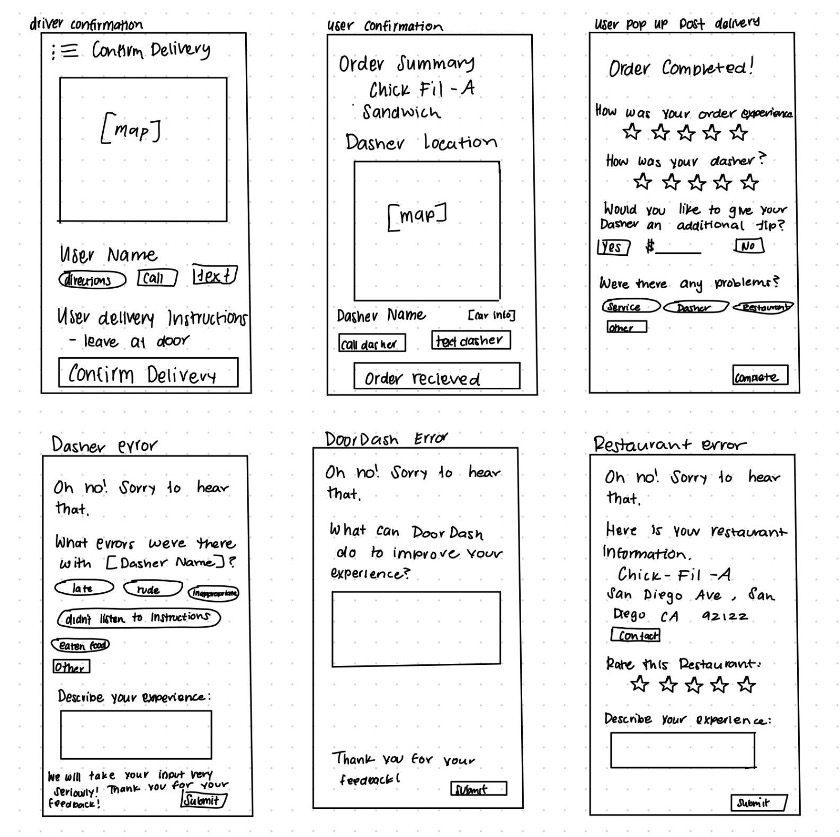 driver confirmation
Confirm Delivery
[map]
User Name
directions
call
text
User delivery Instructions
- leave at door
Confirm Delivery
user confirmation
Order Summary
Chick Fil-A
Sandwich
Dasher Location
[map]
Dasher Name
[car info]
call dasher
text dasher
Order recieved
User pop up post delivery
Order Completed!
How was your order experience
How was your dasher?
Would you like to give your
Dasher an additional tip?
Yes
$
No
Were there any problems?
Service
Dasher
Restaurant
other
complete
Dasher error
Oh no! Sorry to hear
that.
What errors were there
with [Dasher Name]?
late
rude
inappropriate
didnt listen to instructions
eaten food
Other
Describe your experience:
We will take your input very
seriously! Thank you for your
feedback!
Submit
DoorDash Error
Oh no! Sorry to hear
that.
What can DoorDash
do to improve your
experience?
Thank you for your
feedback!
Submit
Restaurant error
Oh no! Sorry to hear
that.
Here is your restaurant
Information.
Chick-Fil-A
San Diego Ave, San
Diego CA 92122
Contact
Rate this Restaurant:
Describe your experience:
Submit